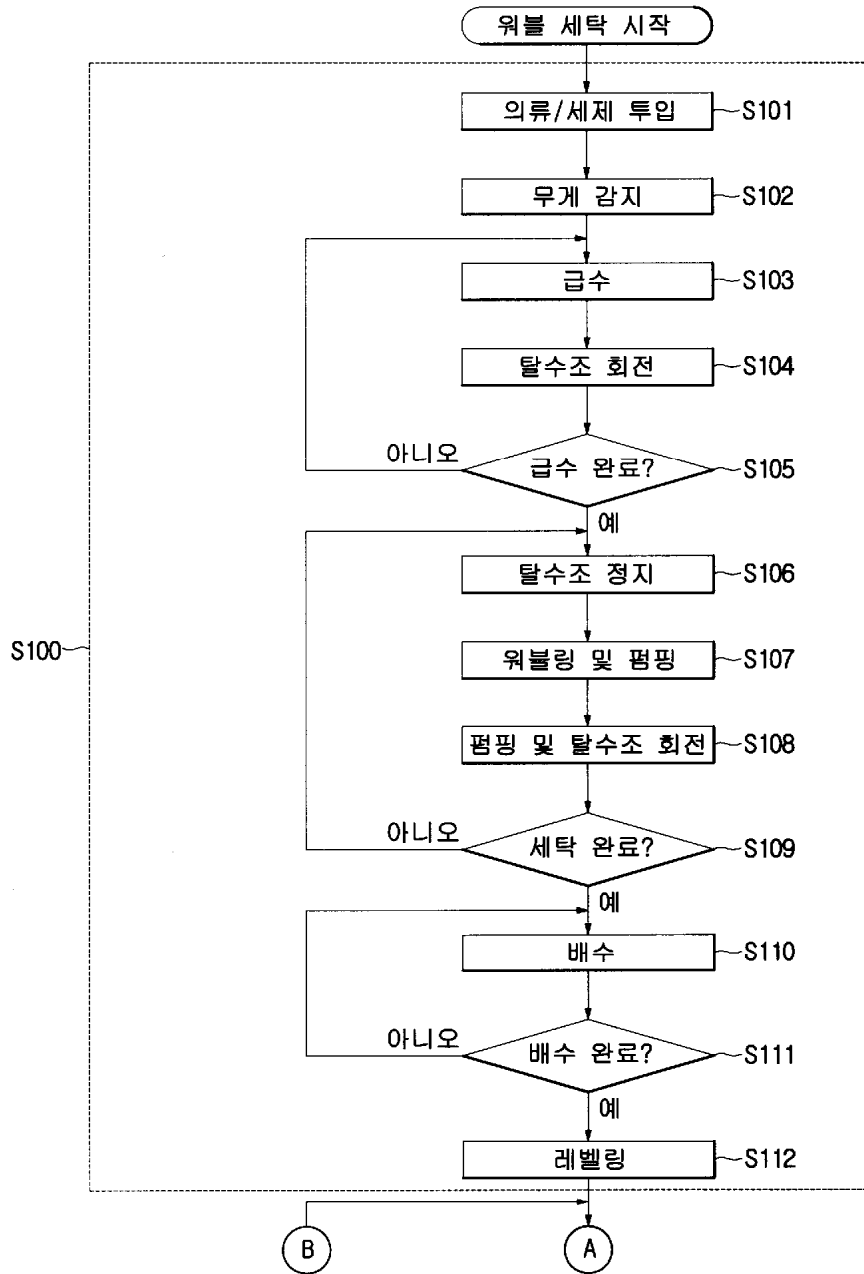 워블 세탁 시작
의류/세제 투입 S101
무게 감지 S102
급수 S103
탈수조 회전 S104
아니오 급수 완료? S105
예
탈수조 정지 S106
S100
워블링 및 펌핑 S107
펌핑 및 탈수조 회전 S108
아니오 세탁 완료? S109
예
배수 S110
아니오 배수 완료? S111
예
레벨링 S112
B A